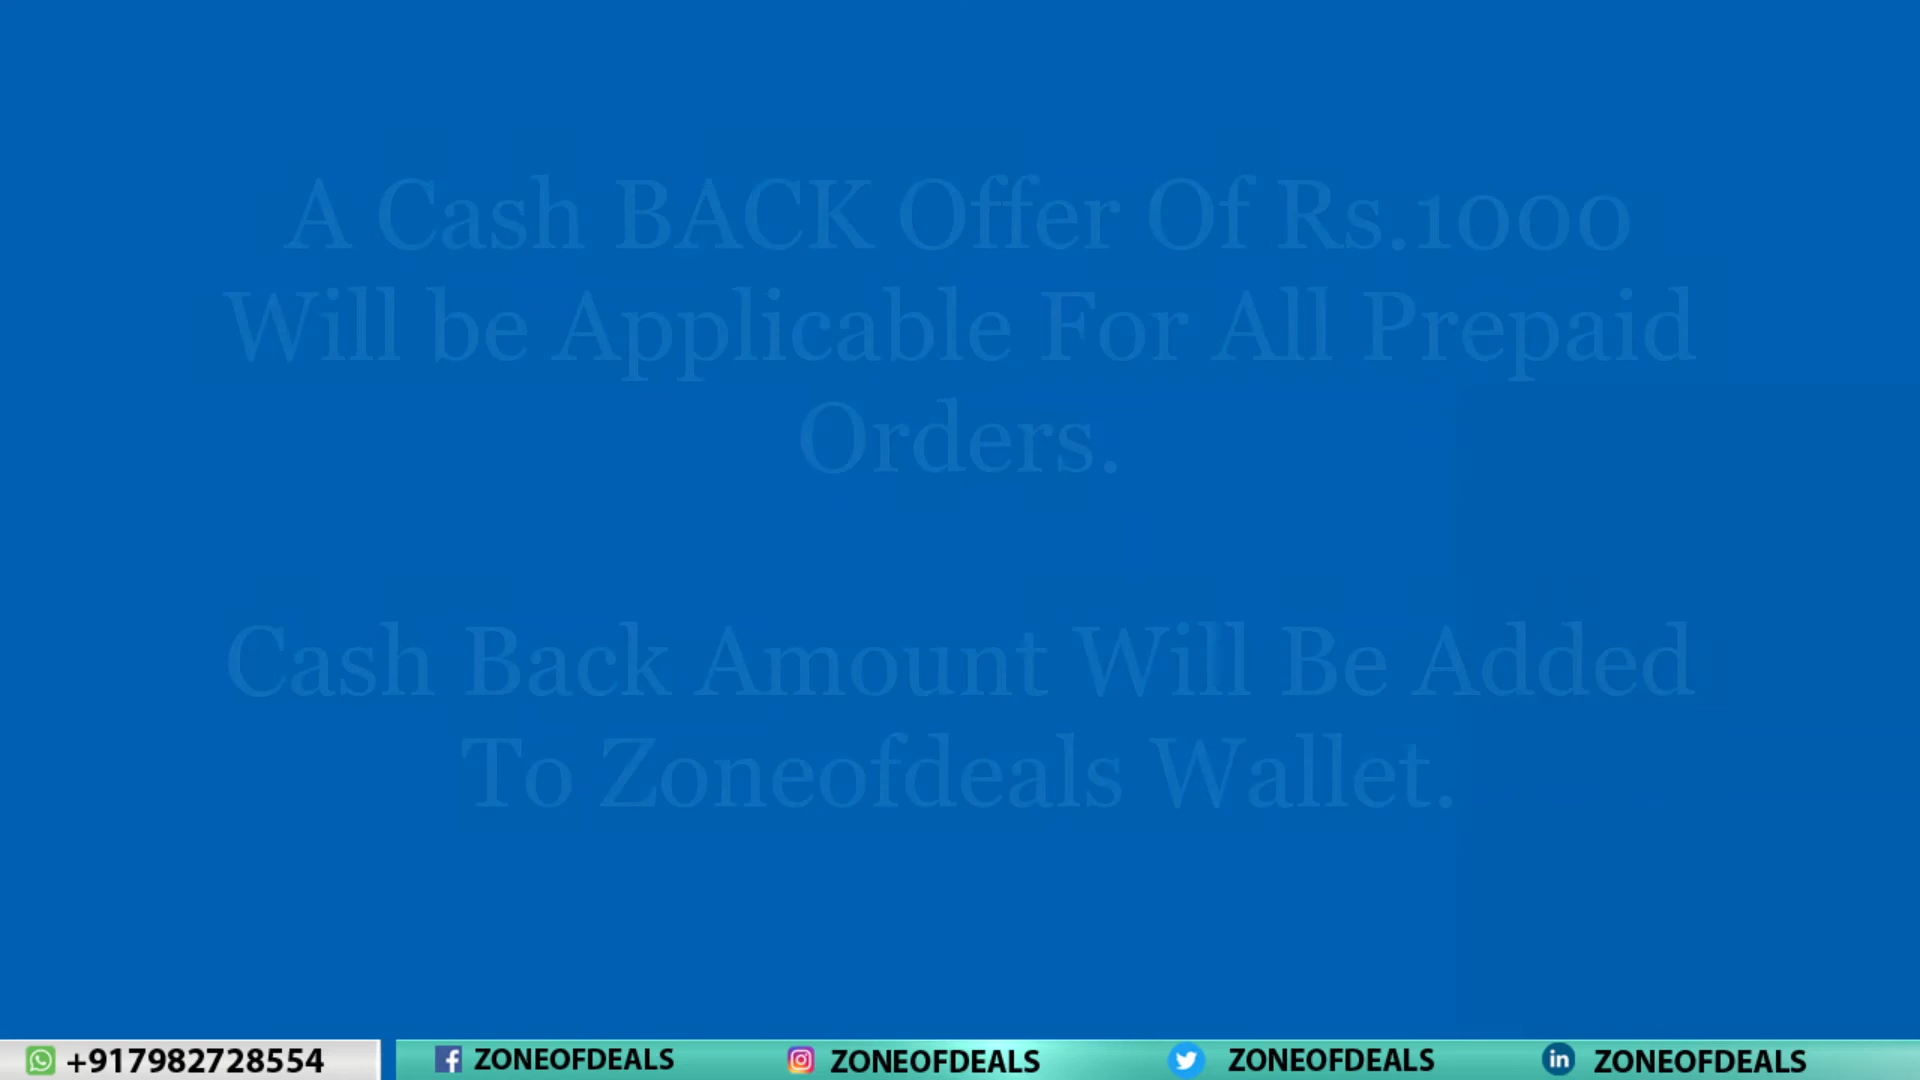 A Cash BACK Offer Of Rs.1000
Will be Applicable For All Prepaid
Orders.
Cash Back Amount Will Be Added
To Zoneofdeals Wallet.
+917982728554 ZONEOFDEALS ZONEOFDEALS ZONEOFDEALS ZONEOFDEALS